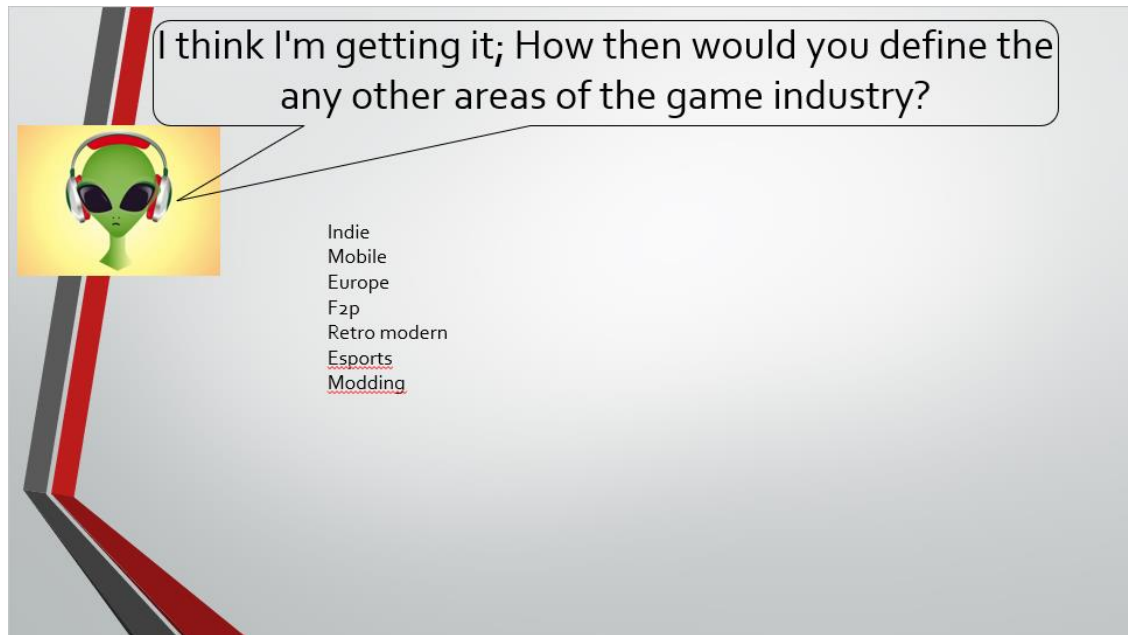 I think I'm getting it; How then would you define the
any other areas of the game industry?
Indie
Mobile
Europe
F2p
Retro modern
Esports
Modding